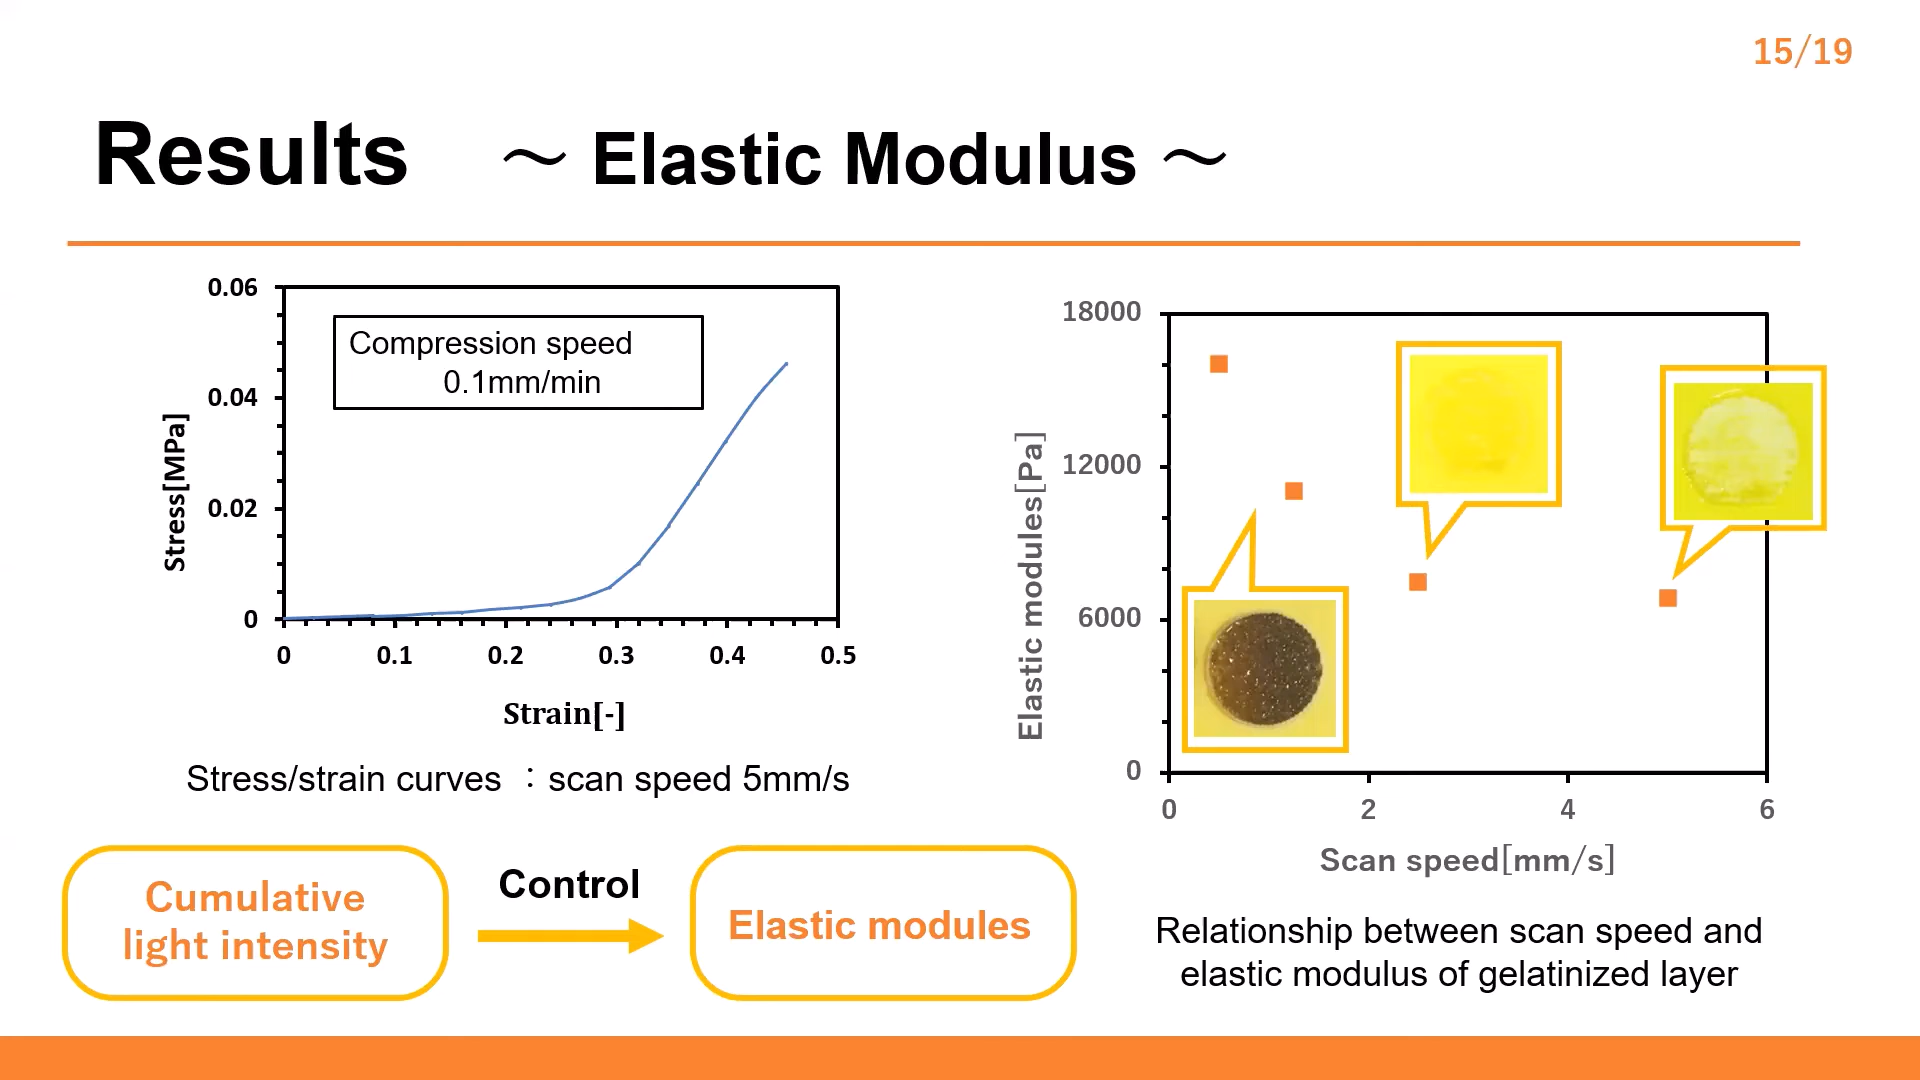 15/19
Results ～ Elastic Modulus ～
0.06
0.04
0.02
0
Stress[MPa]
Compression speed
0.1mm/min
0 0.1 0.2 0.3 0.4 0.5
Strain[-]
Stress/strain curves ：scan speed 5mm/s
18000
12000
6000
0
Elastic modules[Pa]
0 2 4 6
Scan speed[mm/s]
Relationship between scan speed and
elastic modulus of gelatinized layer
Cumulative
light intensity
Control
Elastic modules